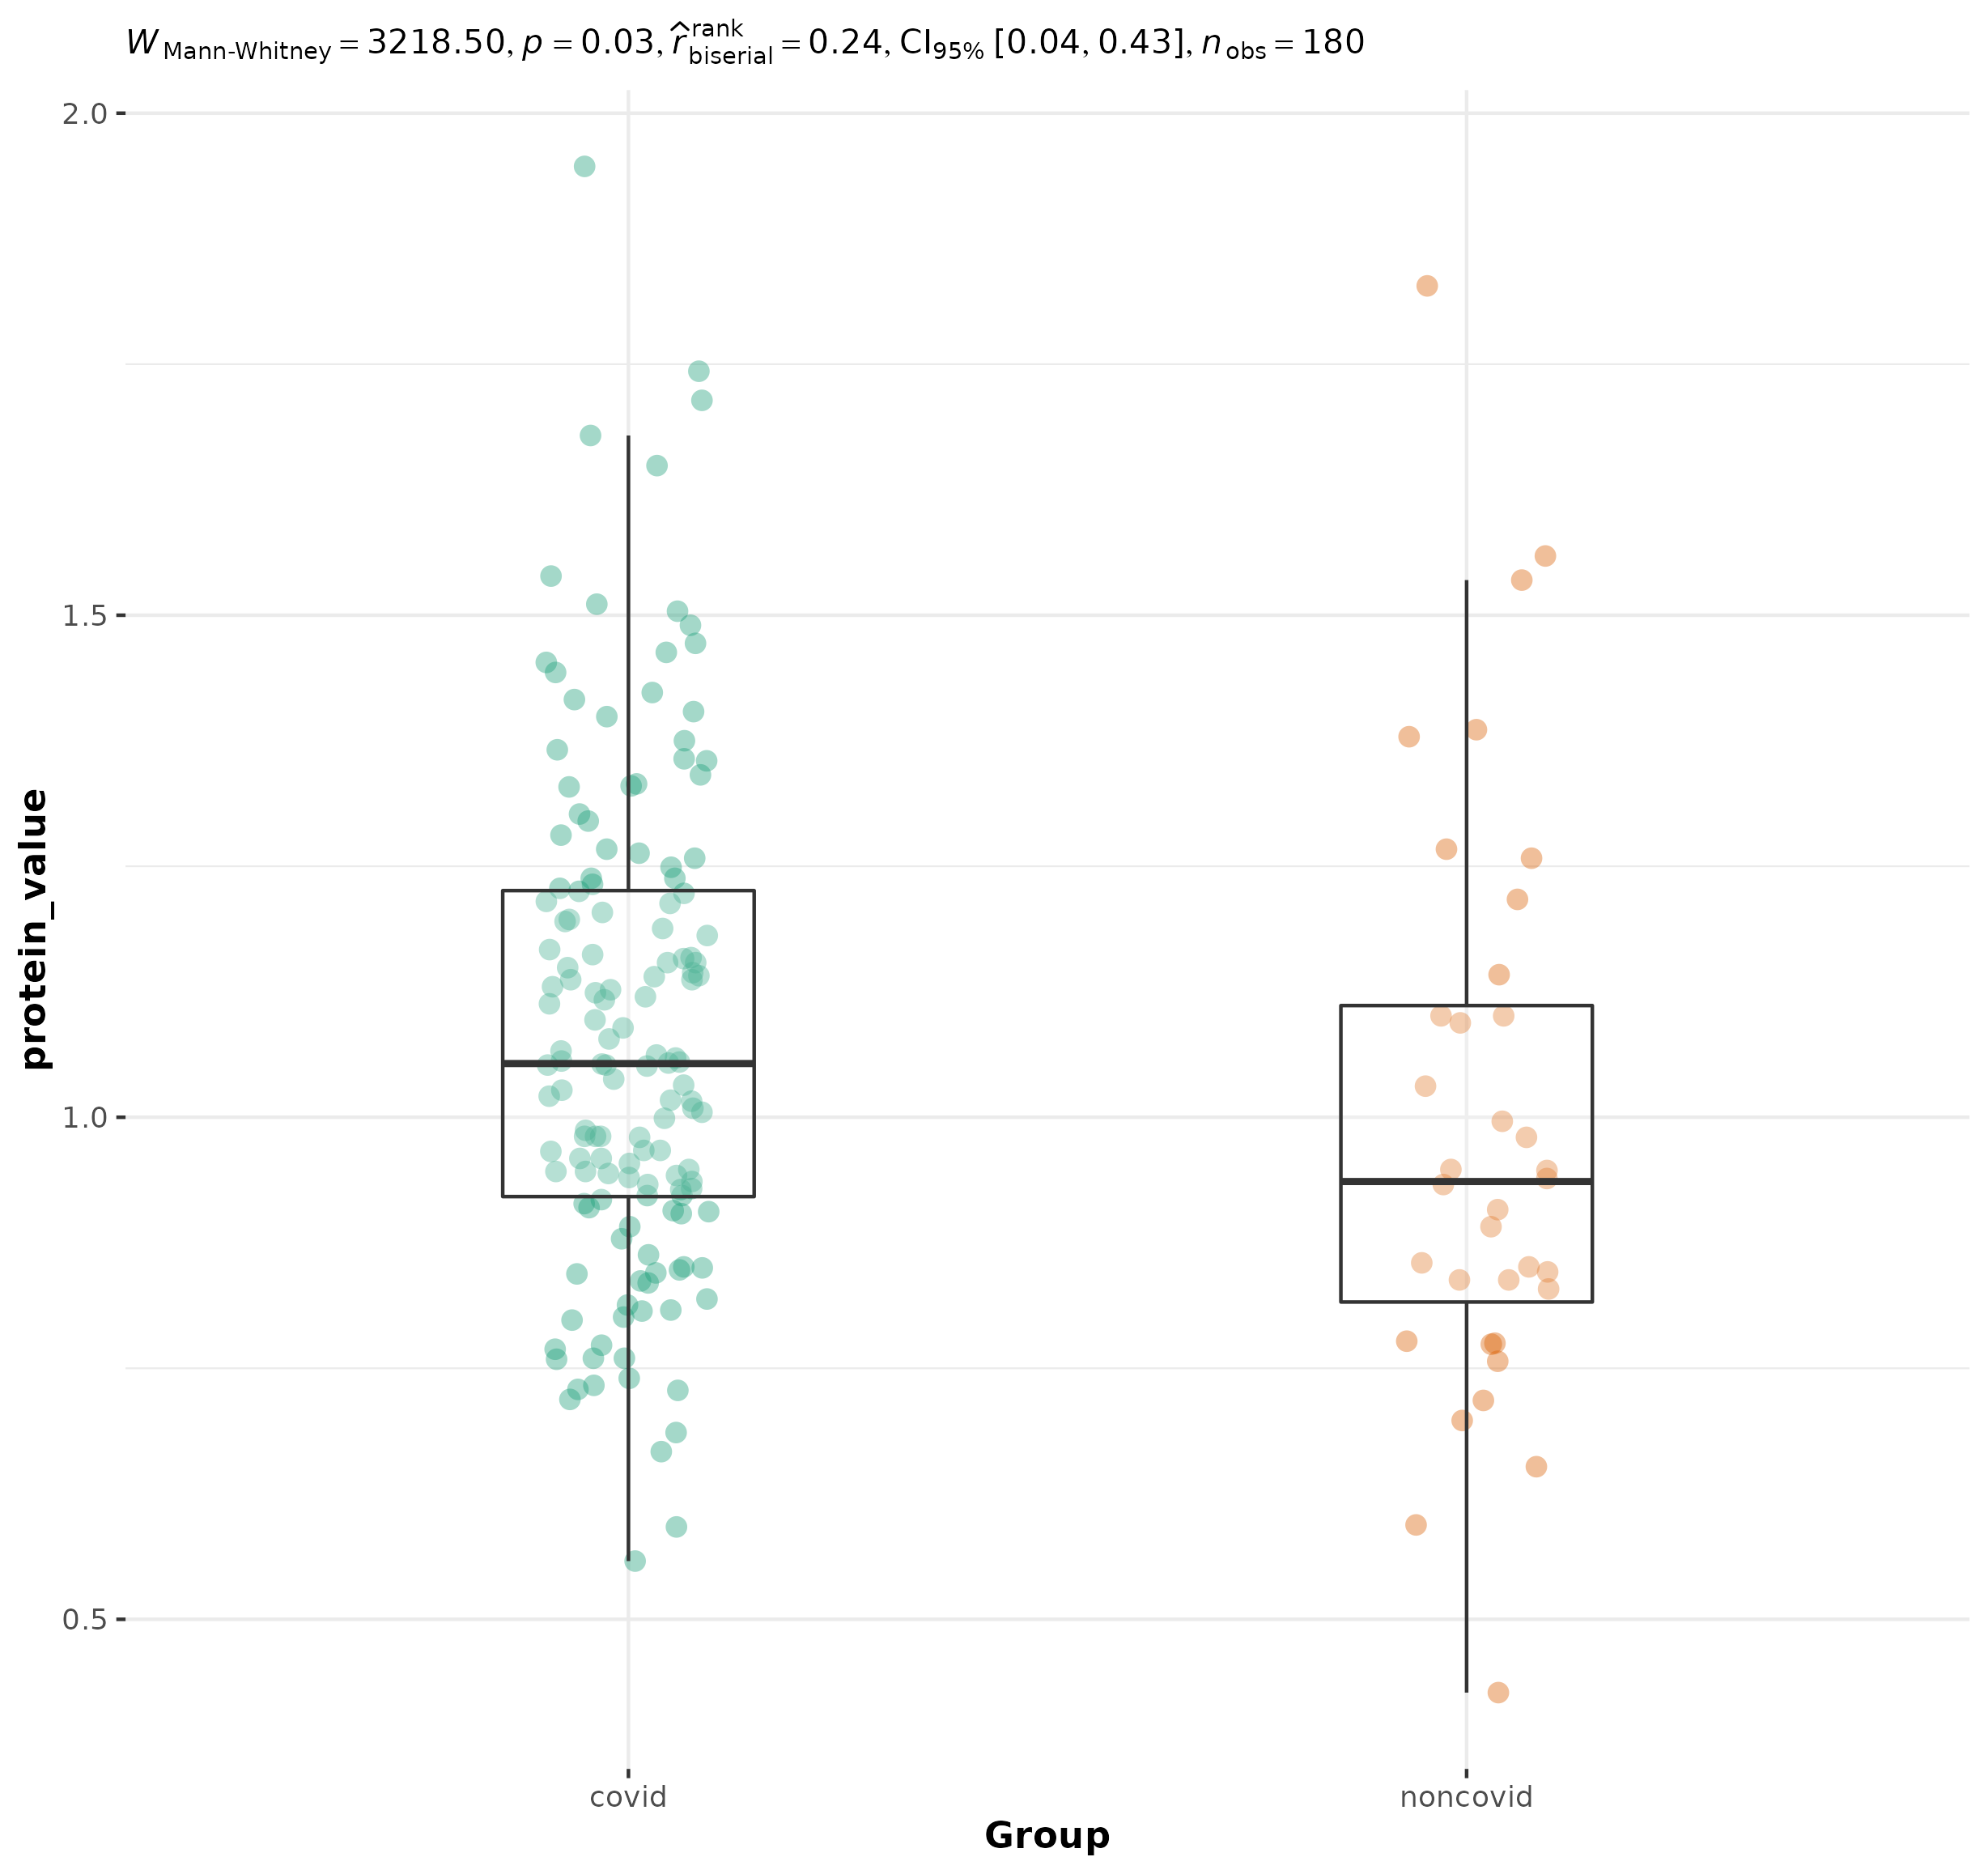 W Mann-Whitney = 3218.50, p = 0.03, r̂ rank biserial = 0.24, CI95% [0.04, 0.43], n obs = 180
2.0
1.5
1.0
0.5
protein_value
covid noncovid
Group